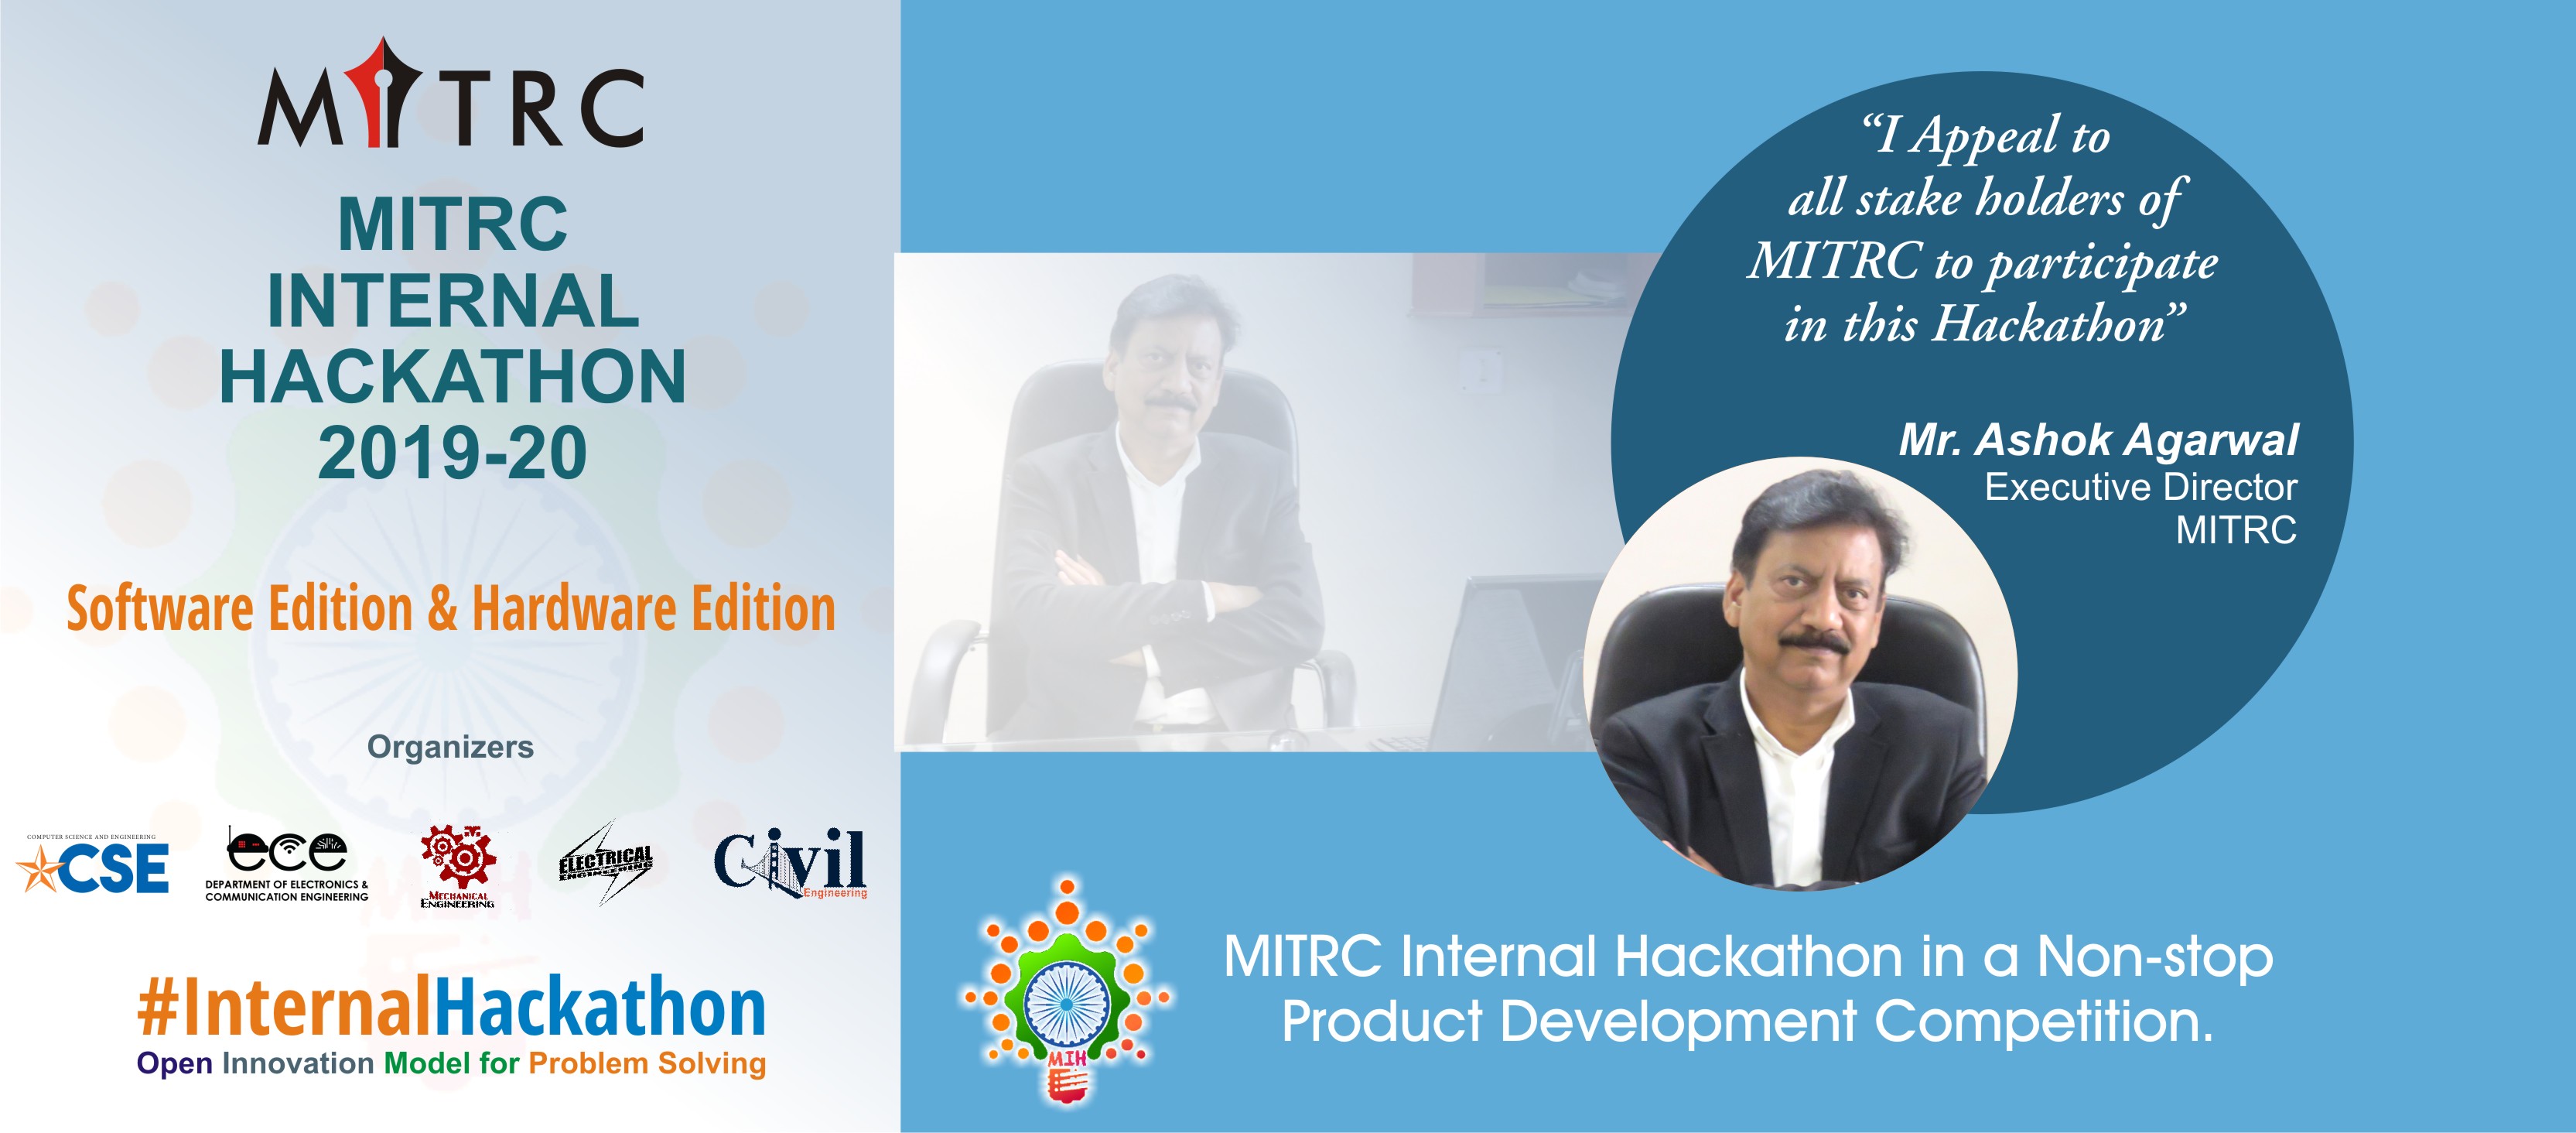 MiTRC
MITRC
INTERNAL
HACKATHON
2019-20
Software Edition & Hardware Edition
Organizers
COMPUTER SCIENCE AND ENGINEERING
CSE
ece
DEPARTMENT OF ELECTRONICS &
COMMUNICATION ENGINEERING
MECHANICAL
ENGINEERING
ELECTRICAL
ENGINEERING
Civil
Engineering
#InternalHackathon
Open Innovation Model for Problem Solving
“I Appeal to
all stake holders of
MITRC to participate
in this Hackathon”
Mr. Ashok Agarwal
Executive Director
MITRC
MIH
MITRC Internal Hackathon in a Non-stop
Product Development Competition.